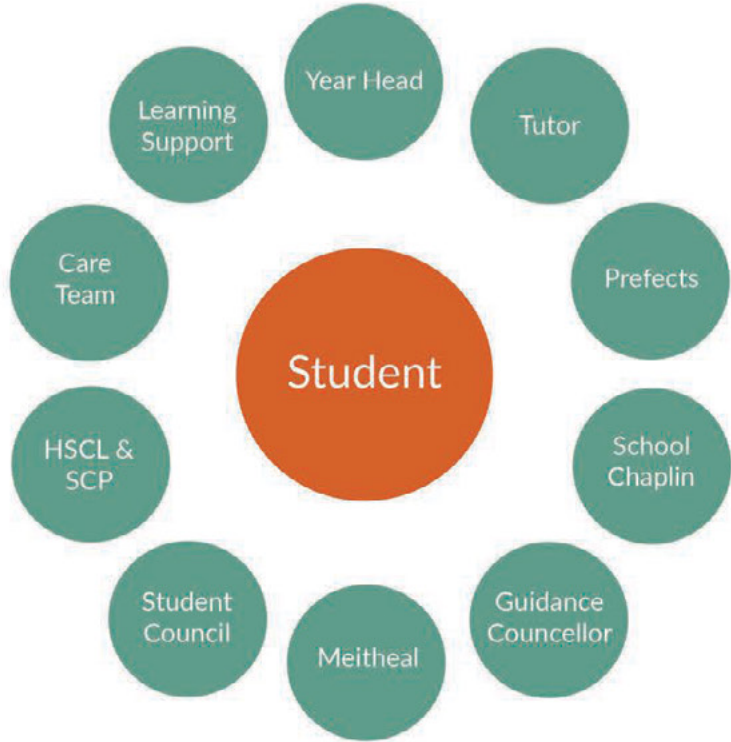 Year Head
Tutor
Prefects
School
Chaplin
Guidance
Councellor
Meitheal
Student
Council
HSCL &
SCP
Care
Team
Learning
Support
Student